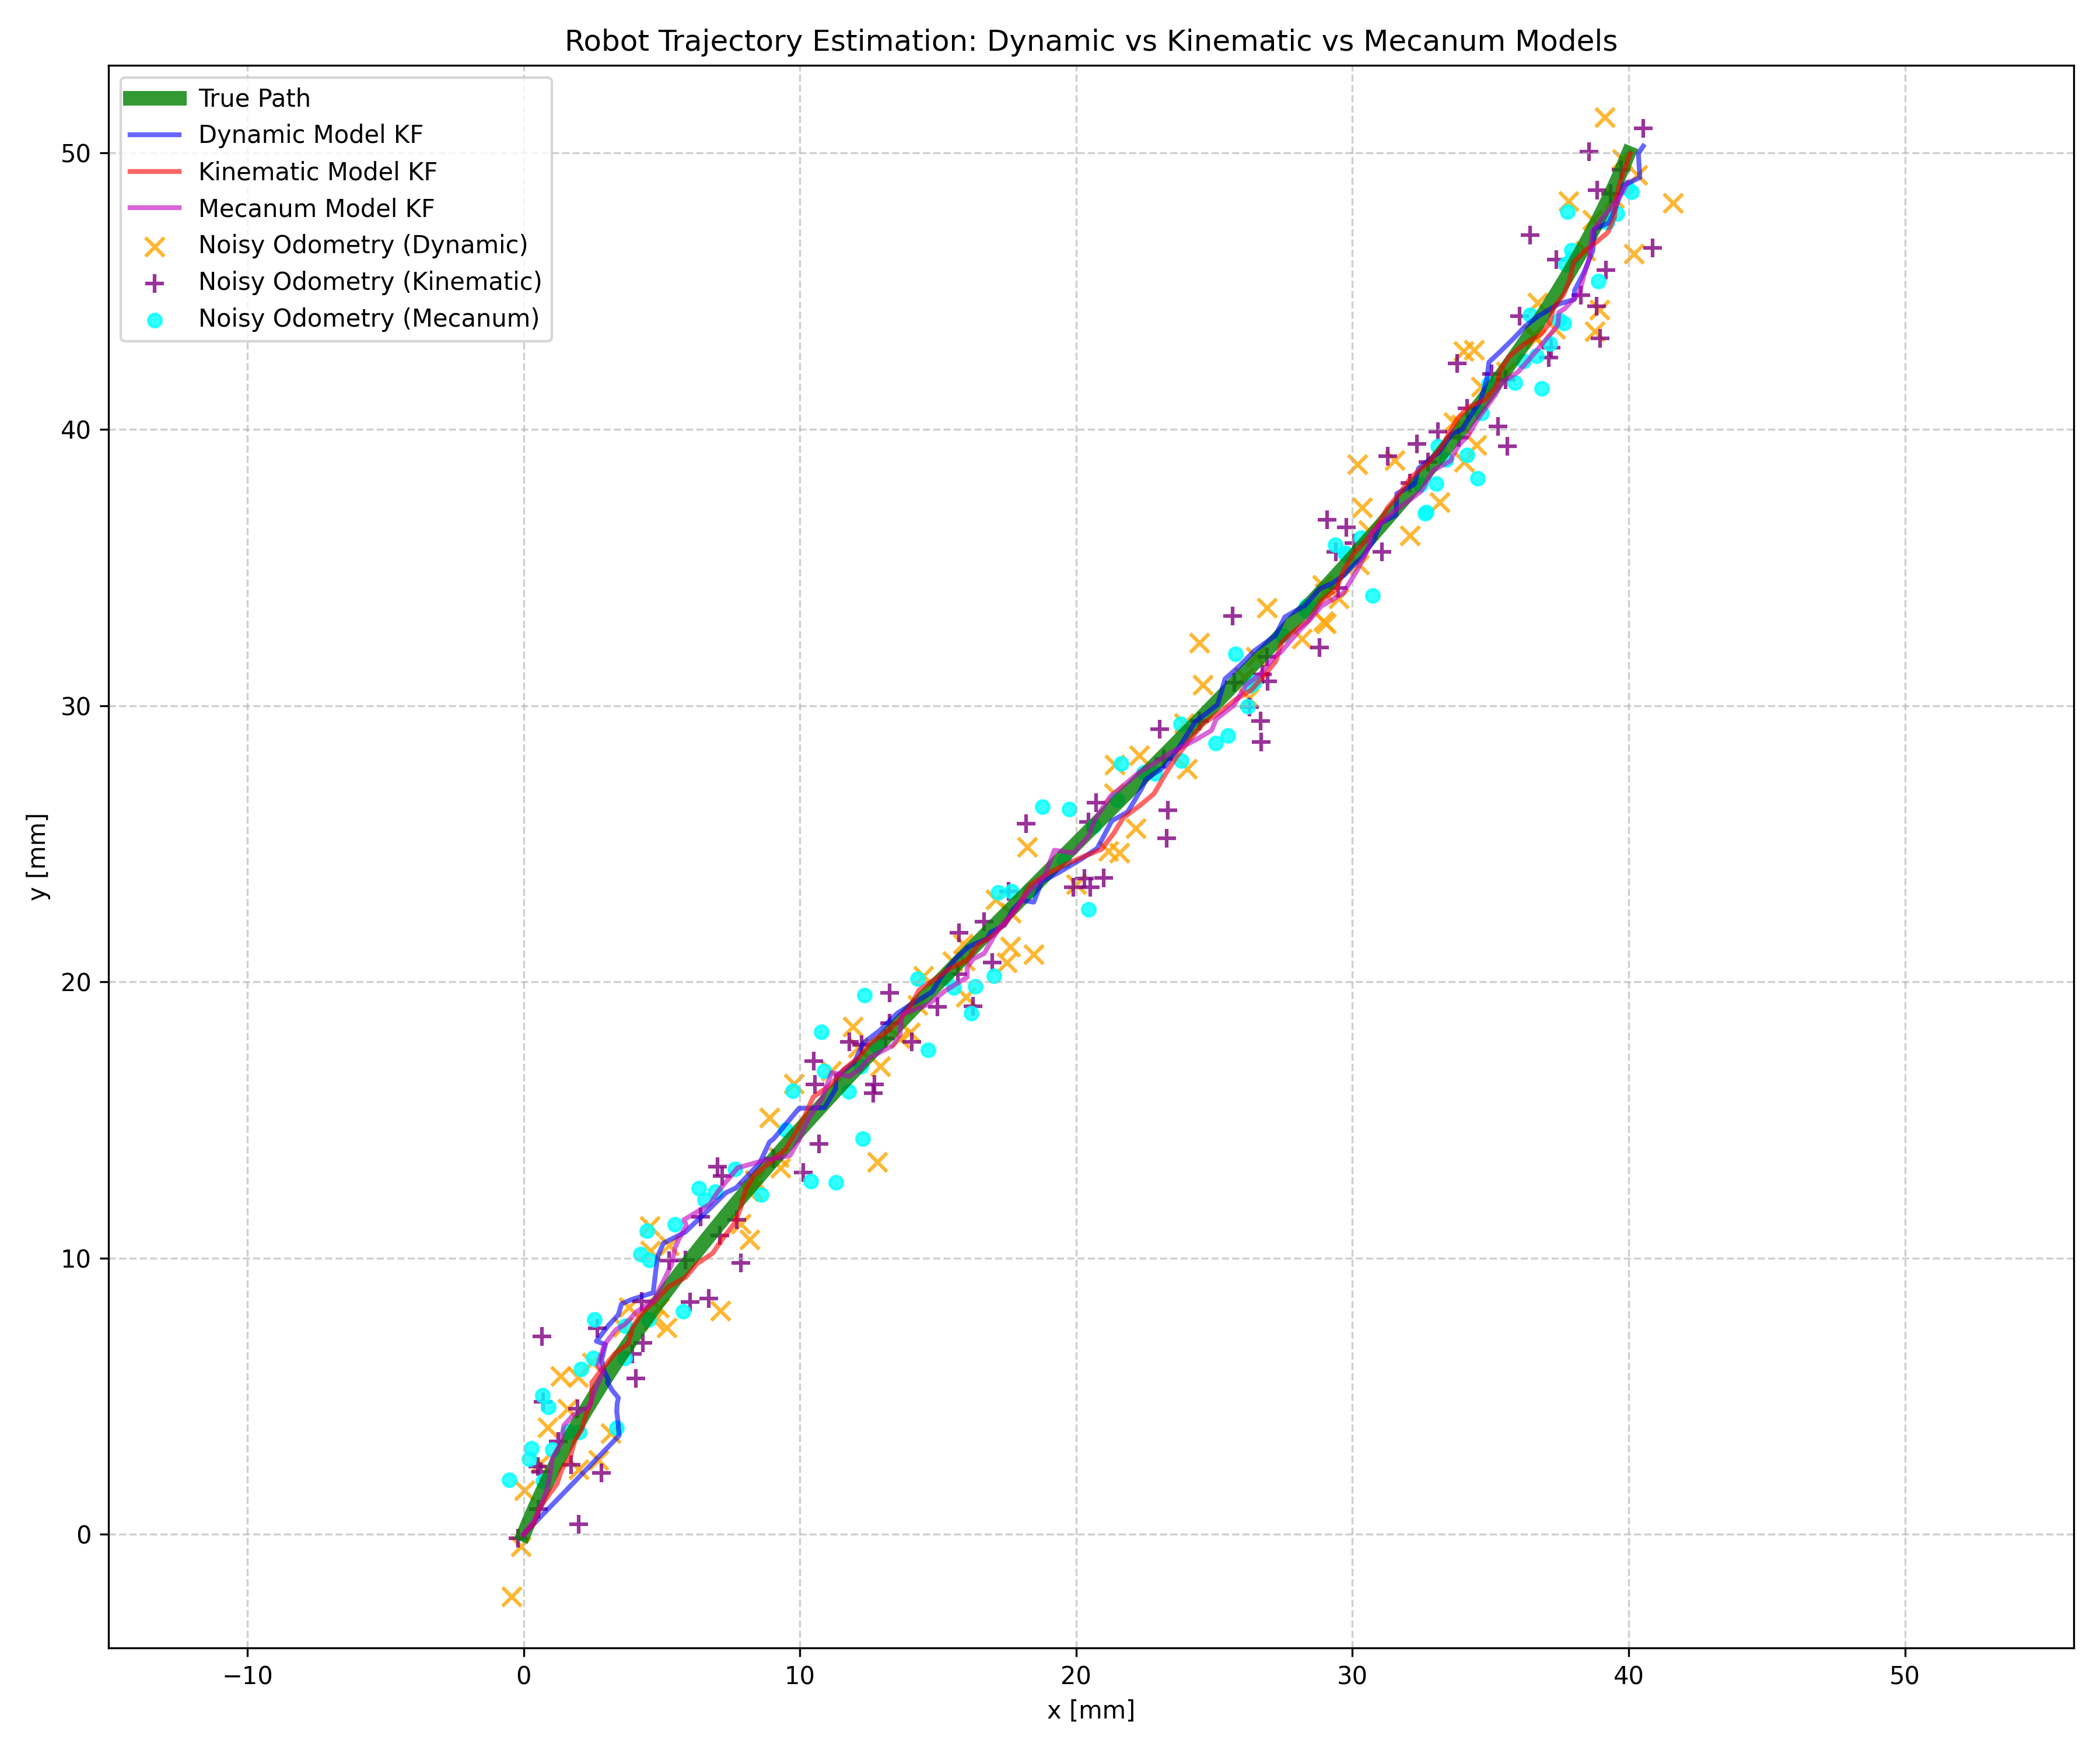 Robot Trajectory Estimation: Dynamic vs Kinematic vs Mecanum Models
True Path
Dynamic Model KF
Kinematic Model KF
Mecanum Model KF
Noisy Odometry (Dynamic)
Noisy Odometry (Kinematic)
Noisy Odometry (Mecanum)
50
40
30
20
10
0
y [mm]
−10 0 10 20 30 40 50
x [mm]